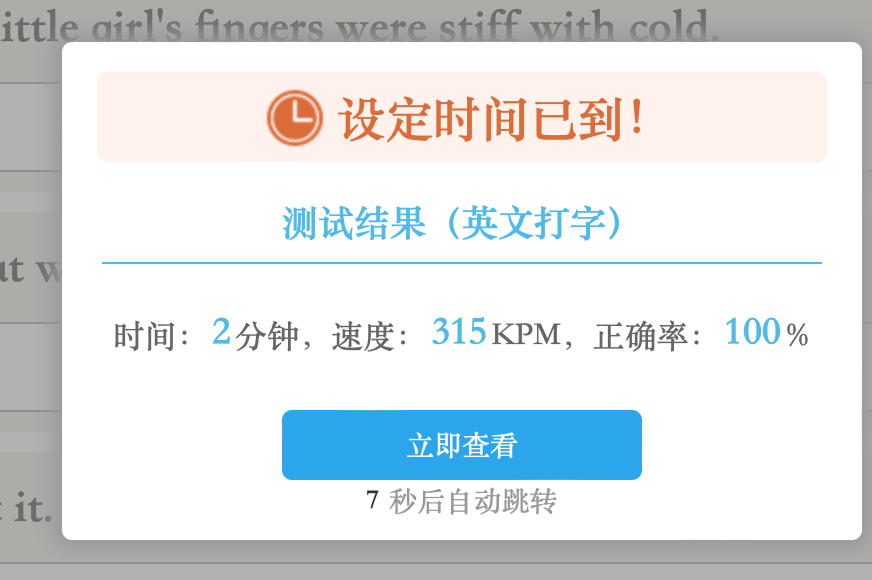 ittle girl's fingers were stiff with cold.
设定时间已到！
测试结果（英文打字）
ut w
时间：2分钟，速度：315KPM，正确率：100%
立即查看
7 秒后自动跳转
it.